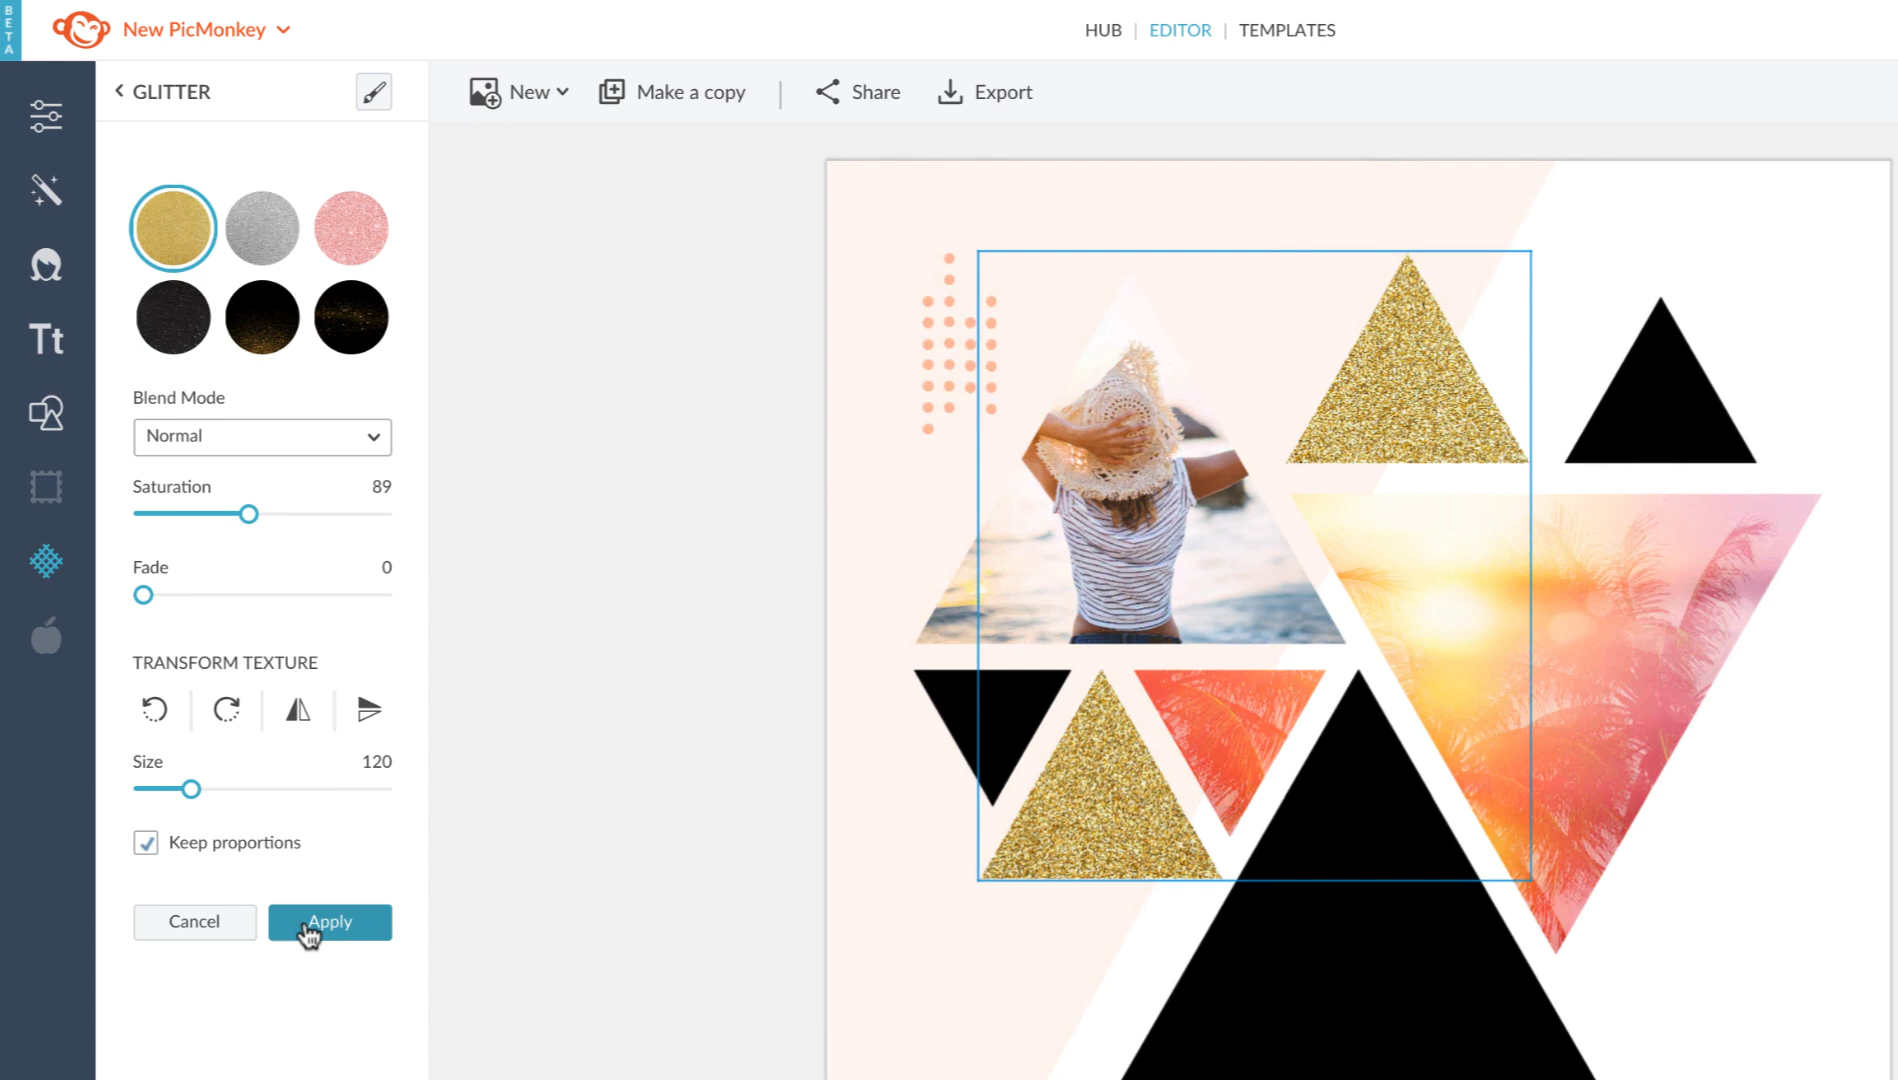 BETA
New PicMonkey
HUB | EDITOR | TEMPLATES
GLITTER
New
Make a copy
Share
Export
Blend Mode
Normal
Saturation 89
Fade 0
TRANSFORM TEXTURE
Size 120
Keep proportions
Cancel
Apply
Tt